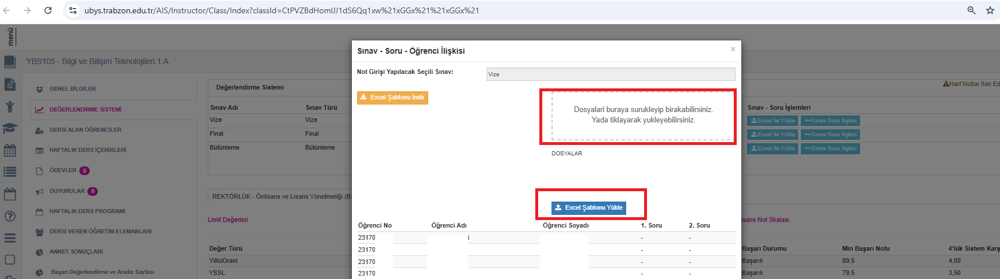 ubys.trabzon.edu.tr/AIS/Instructor/Class/Index?classId=CtPVZBdHomIJJ1dS6Qq1xw%21xGGx%21%21xGGx%21
menü
YBS105 - Bilgi ve Bilişim Teknolojileri.1.A
GENEL BİLGİLER
DEĞERLENDİRME SİSTEMİ
DERSİ ALAN ÖĞRENCİLER
HAFTALIK DERS İÇERİKLERİ
ÖDEVLER 0
DUYURULAR 0
HAFTALIK DERS PROGRAMI
DERSİ VEREN ÖĞRETİM ELEMANLARI
ANKET SONUÇLARI
Başarı Değerlendirme ve Analiz Sayfası
Değerlendirme Sistemi
Sınav Adı Sınav Türü
Vize Vize
Final Final
Bütünleme Bütünleme
REKTÖRLÜK - Önlisans ve Lisans Yönetmeliği (Ba
Limit Değerleri
Değer Türü
YilIciOrani
YSSL
Sınav - Soru - Öğrenci İlişkisi ×
Not Girişi Yapılacak Seçili Sınav: Vize
Excel Şablonu İndir
Dosyalari buraya surukleyip birakabilirsiniz.
Yada tiklayarak yukleyebilirsiniz.
DOSYALAR
Excel Şablonu Yükle
Öğrenci No Öğrenci Adı Öğrenci Soyadı 1. Soru 2. Soru
23170 i - -
23170 - -
23170 - -
23170 - -
Harf Notlar İlan Ed
Sınav - Soru İşlemleri
Excel İle Yükle Sınav Soru İlişkisi
Excel İle Yükle Sınav Soru İlişkisi
Excel İle Yükle Sınav Soru İlişkisi
isans Not Skalası
Başarı Durumu Min Başarı Notu 4'lük Sistem Karş
Başarılı 89,5 4,00
Başarılı 79,5 3,50